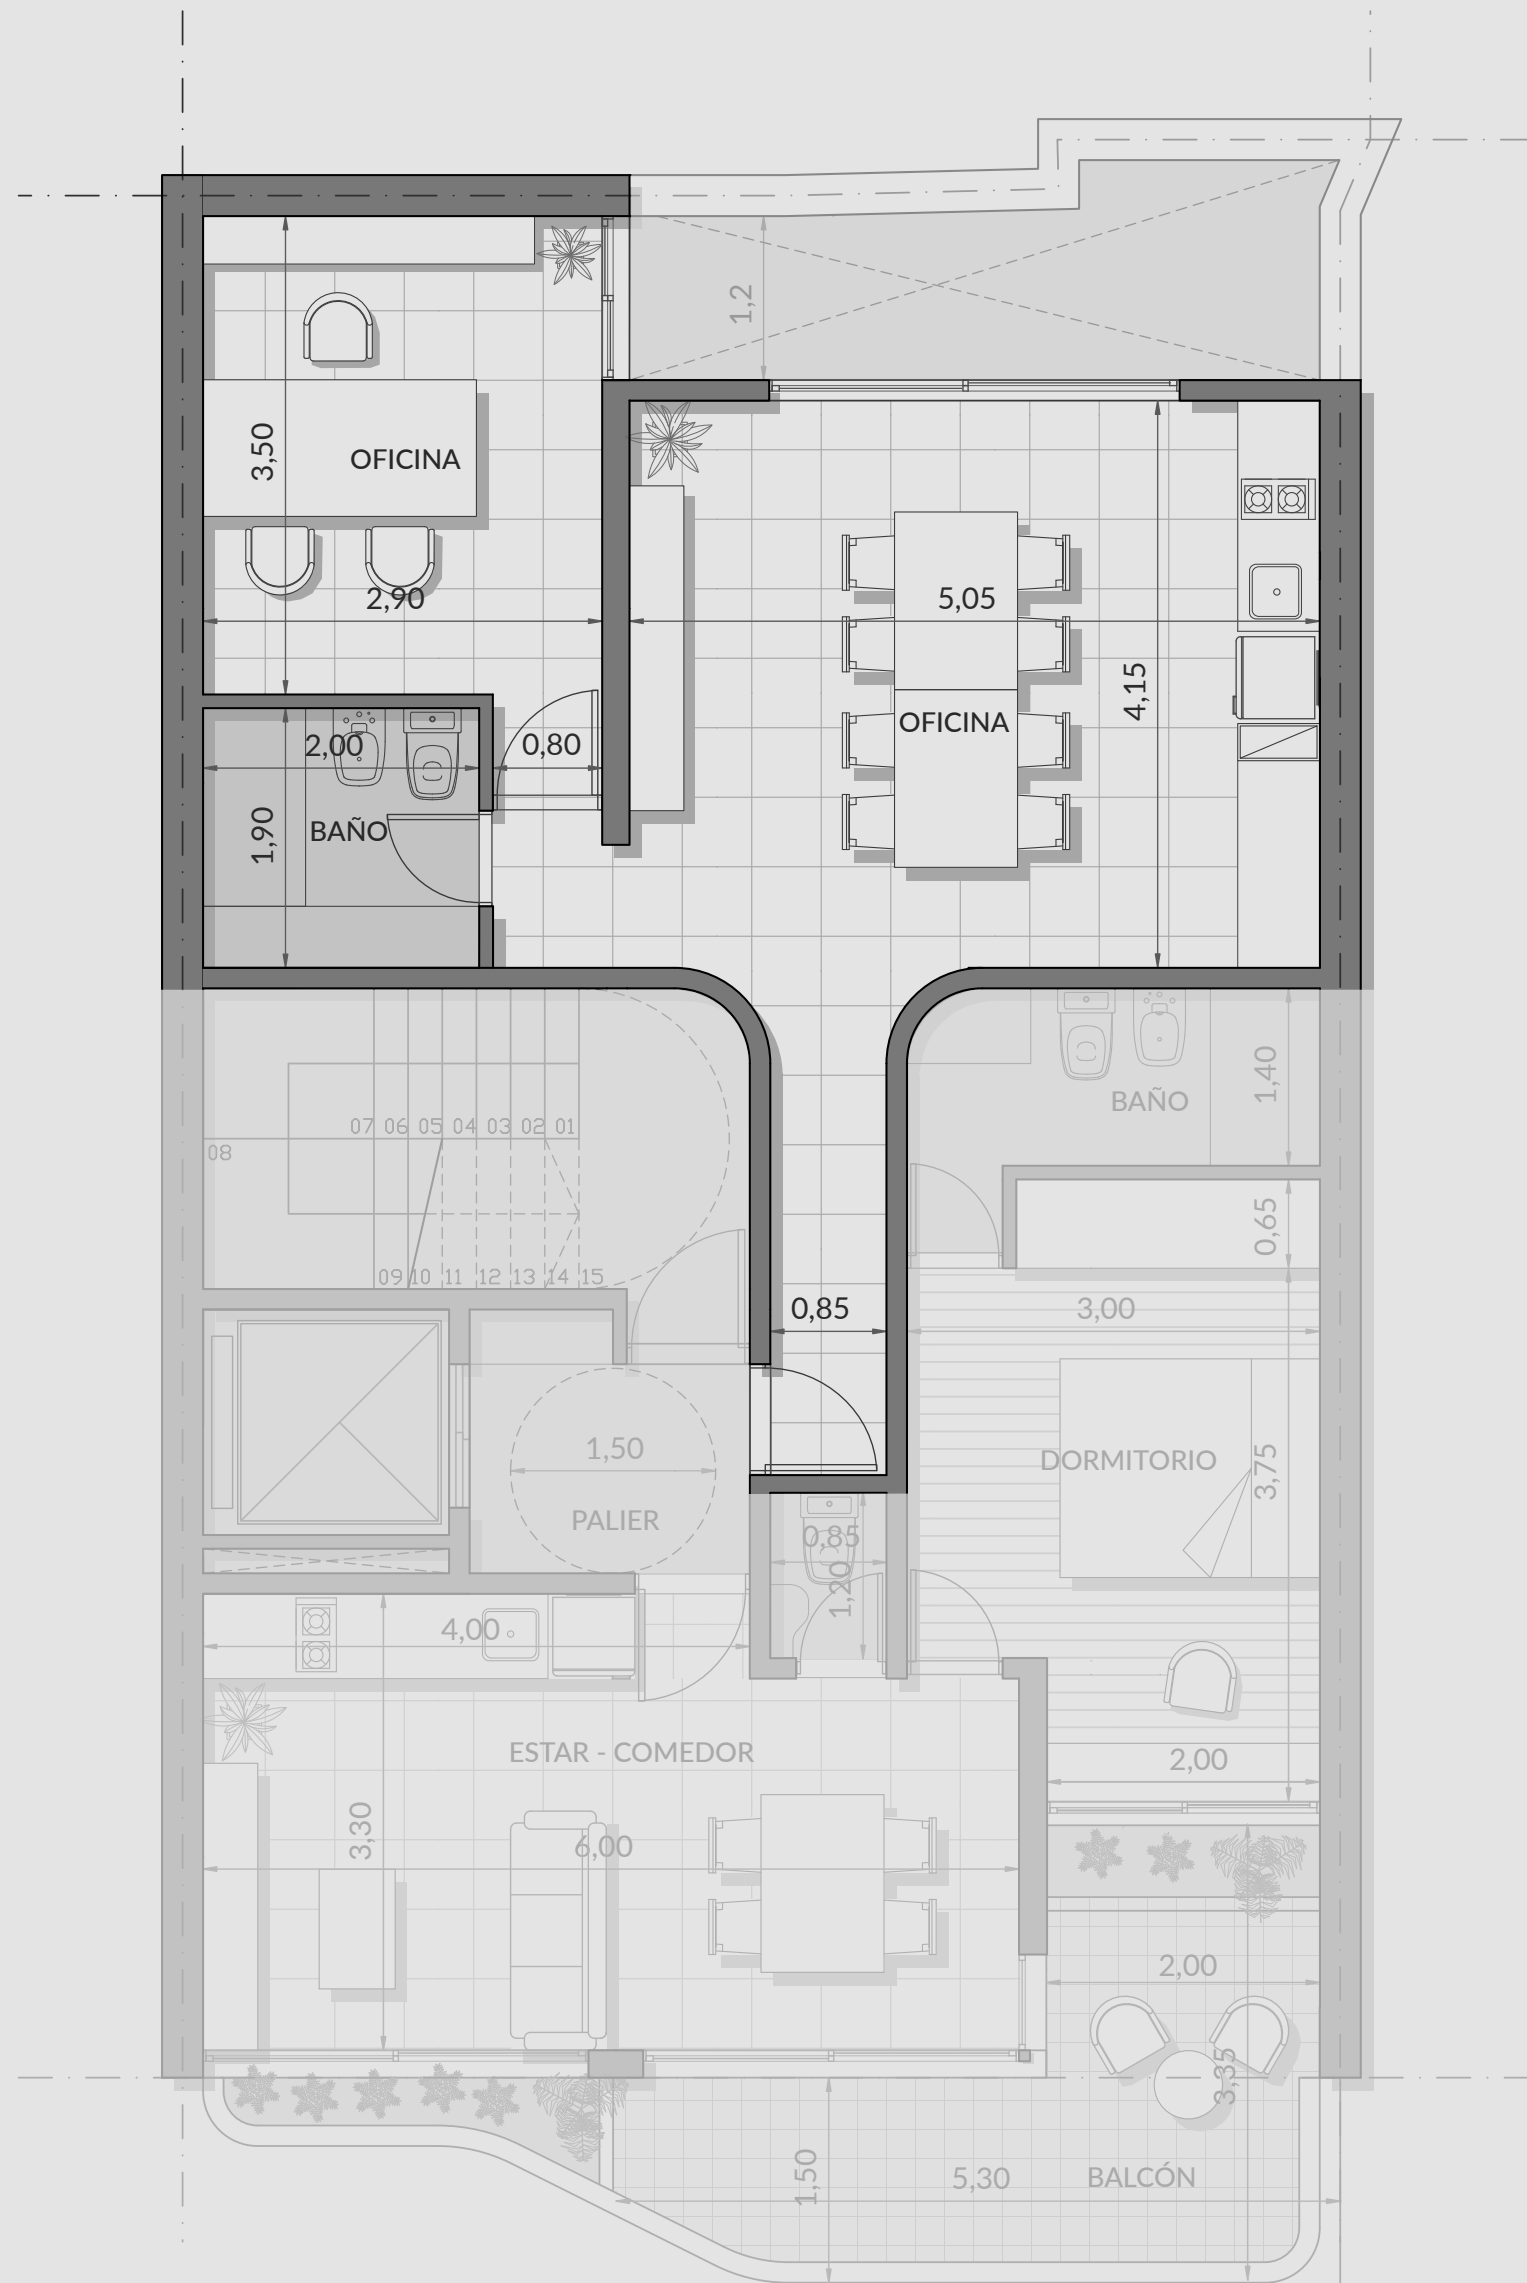 1,2
3,50
OFICINA
2,90
5,05
4,15
OFICINA
2,00
0,80
1,90
BAÑO
07 06 05 04 03 02 01
08
BAÑO
1,40
0,65
09 10 11 12 13 14 15
0,85
3,00
1,50
PALIER
DORMITORIO
3,75
0,85
1,20
4,00
ESTAR - COMEDOR
2,00
3,30
6,00
2,00
3,35
1,50
5,30
BALCÓN